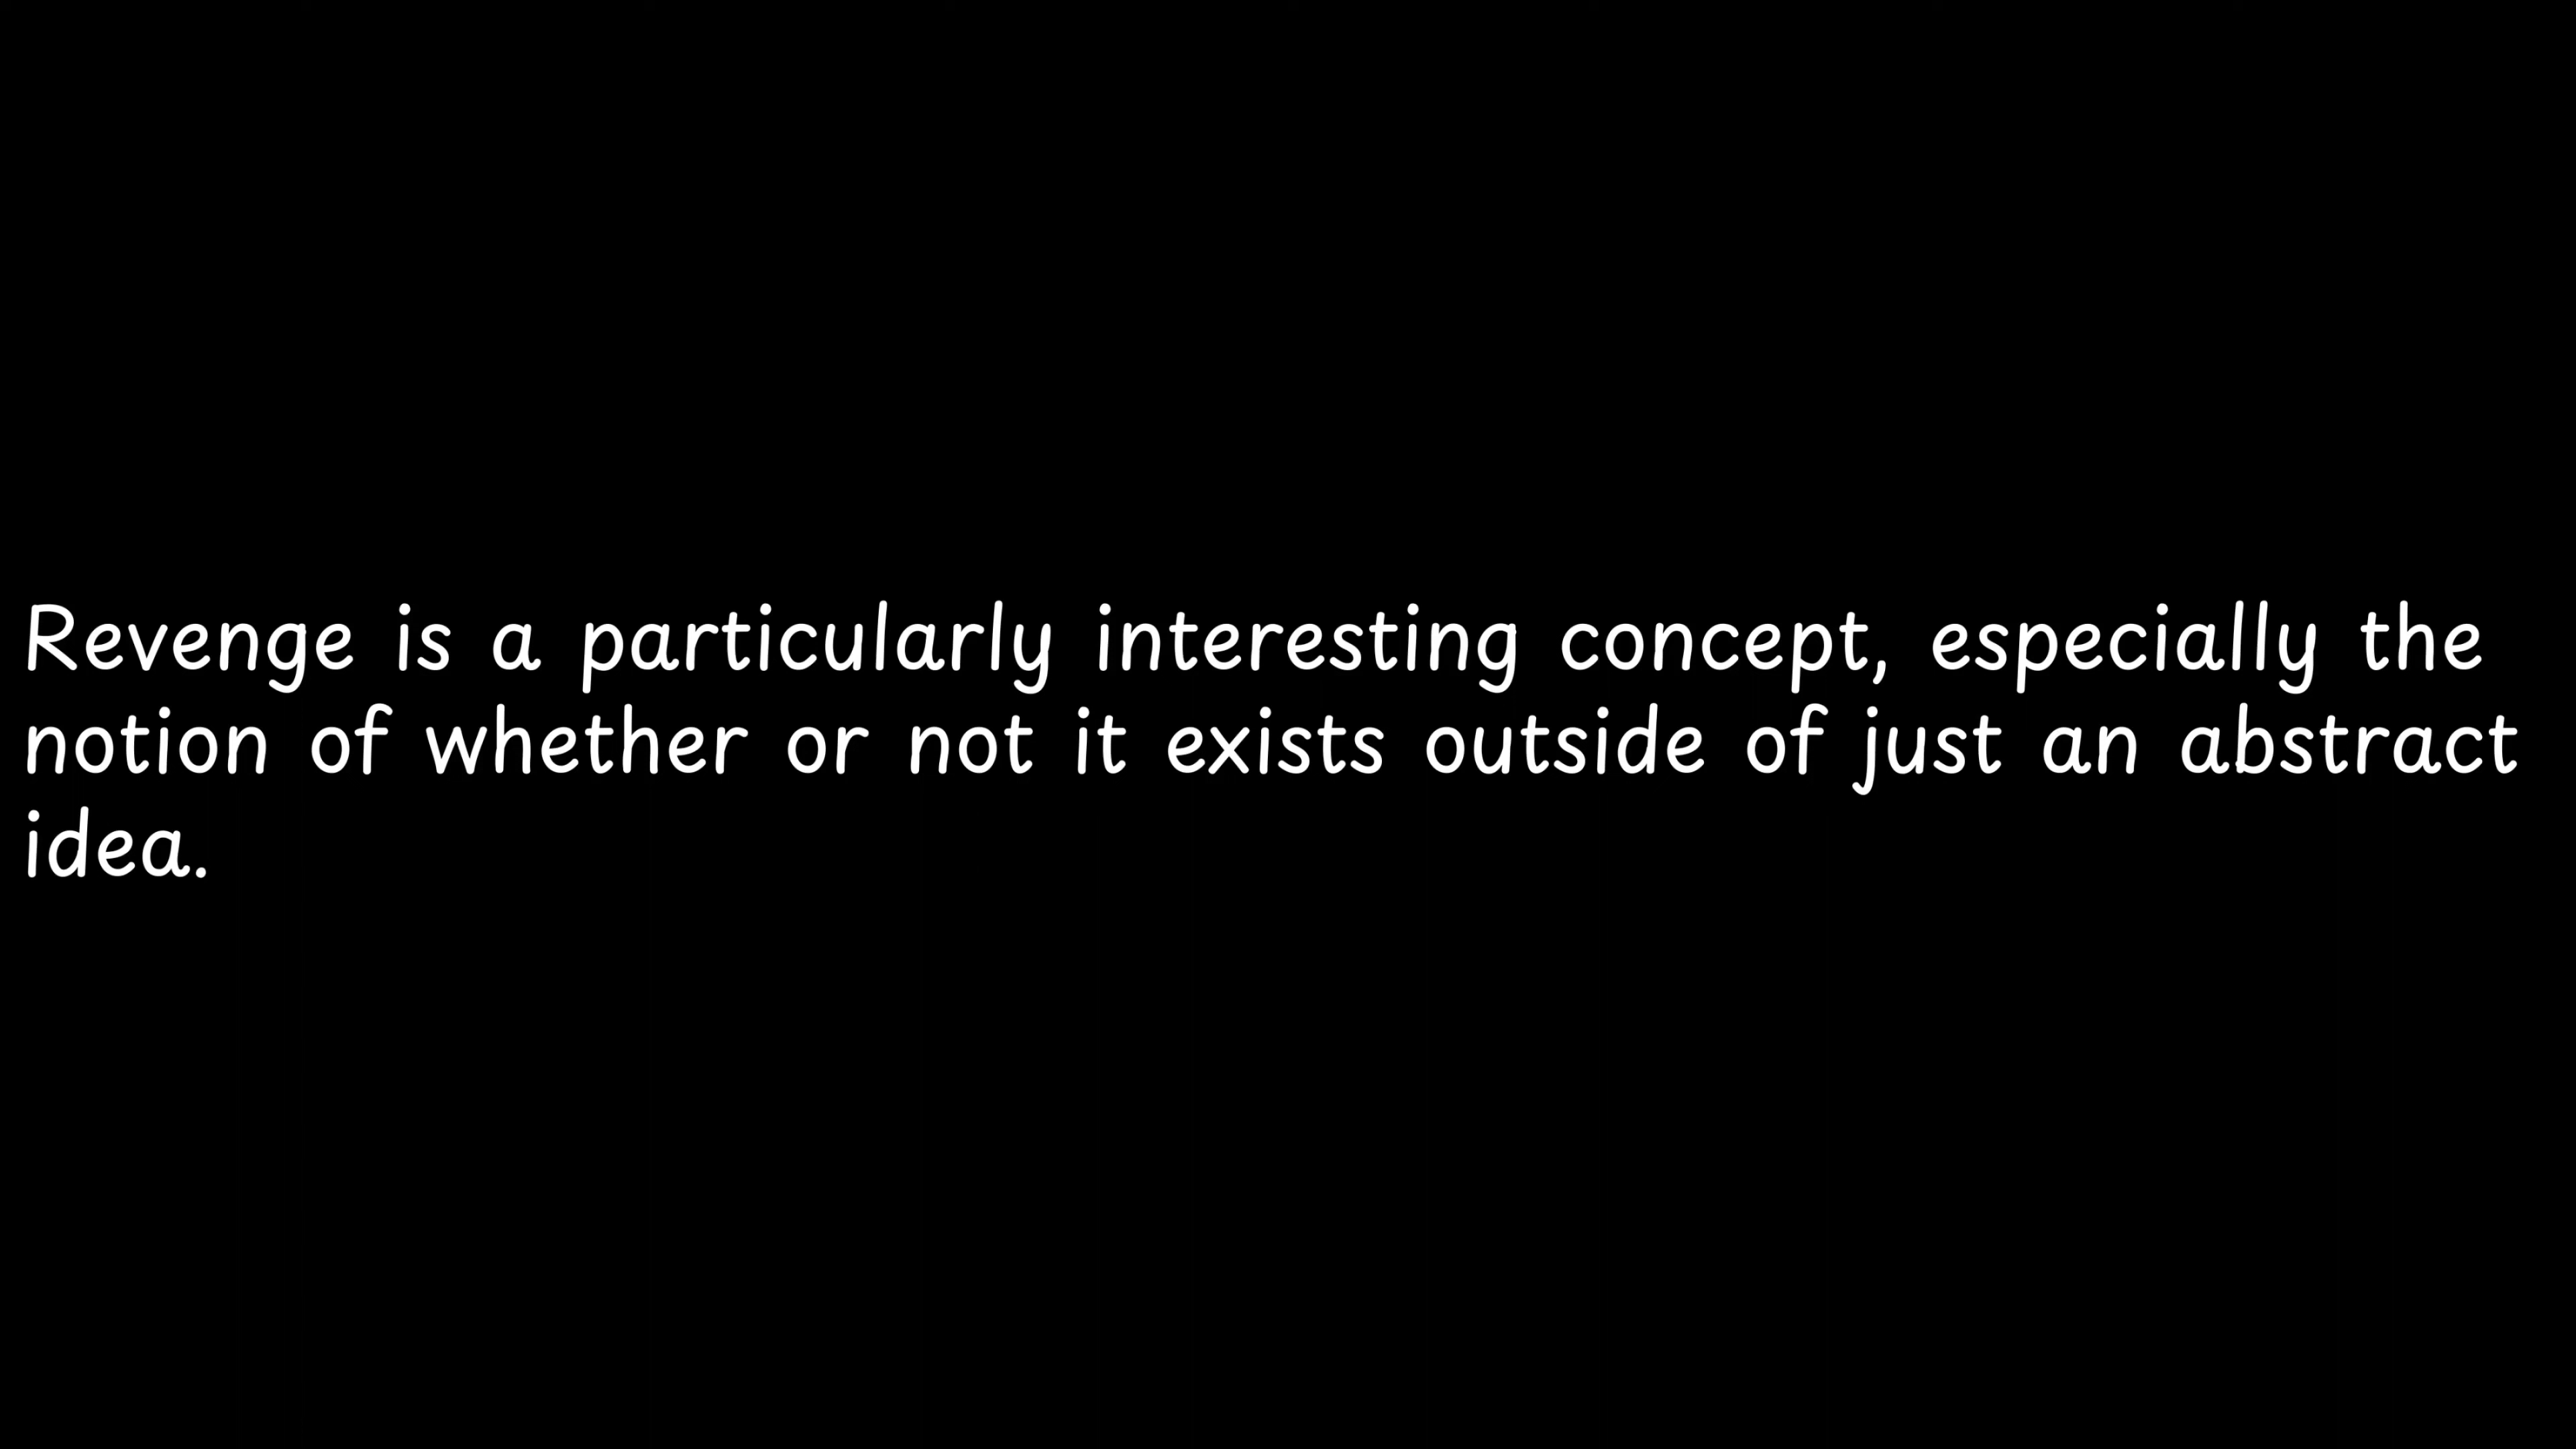 Revenge is a particularly interesting concept, especially the
notion of whether or not it exists outside of just an abstract
idea.